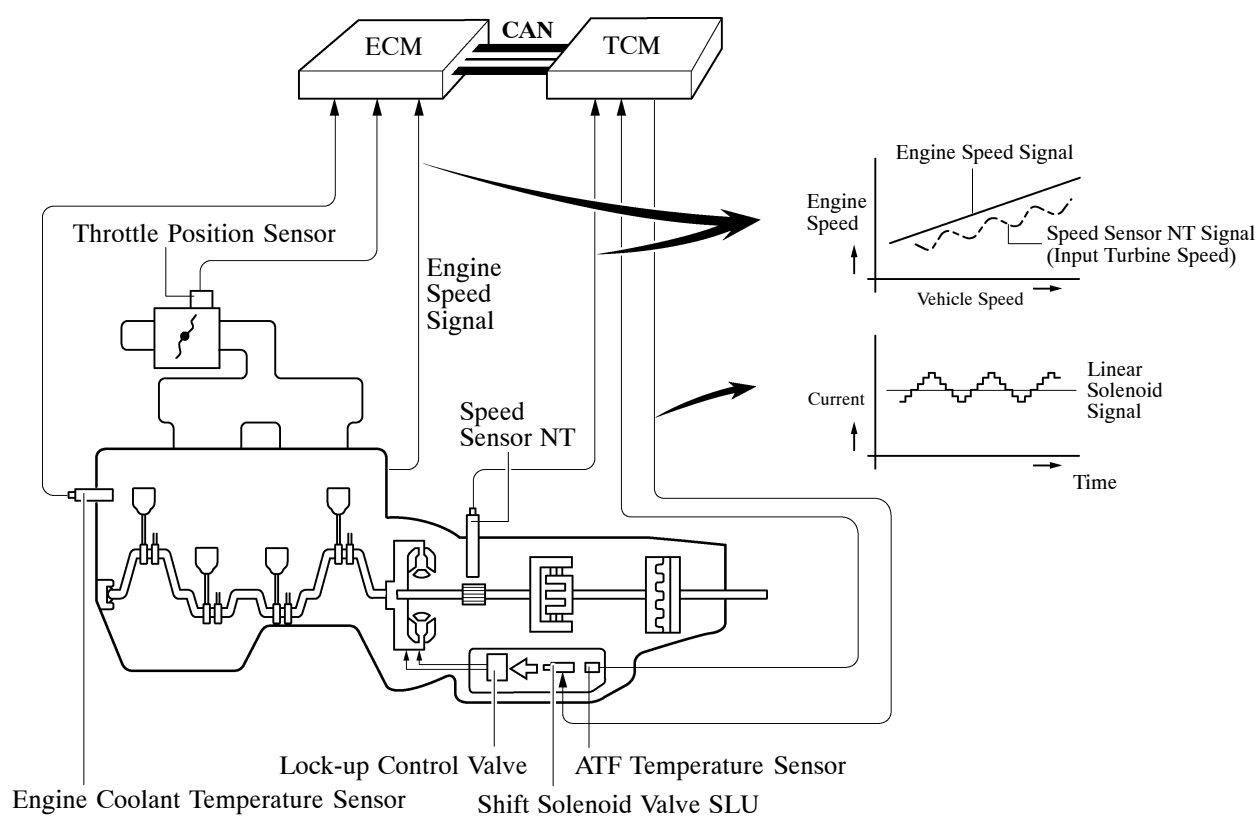 ECM
CAN
TCM
Engine Speed Signal
Engine
Speed
Speed Sensor NT Signal
(Input Turbine Speed)
Vehicle Speed
Throttle Position Sensor
Engine
Speed
Signal
Linear
Solenoid
Signal
Current
Time
Speed
Sensor NT
Lock-up Control Valve
ATF Temperature Sensor
Engine Coolant Temperature Sensor
Shift Solenoid Valve SLU